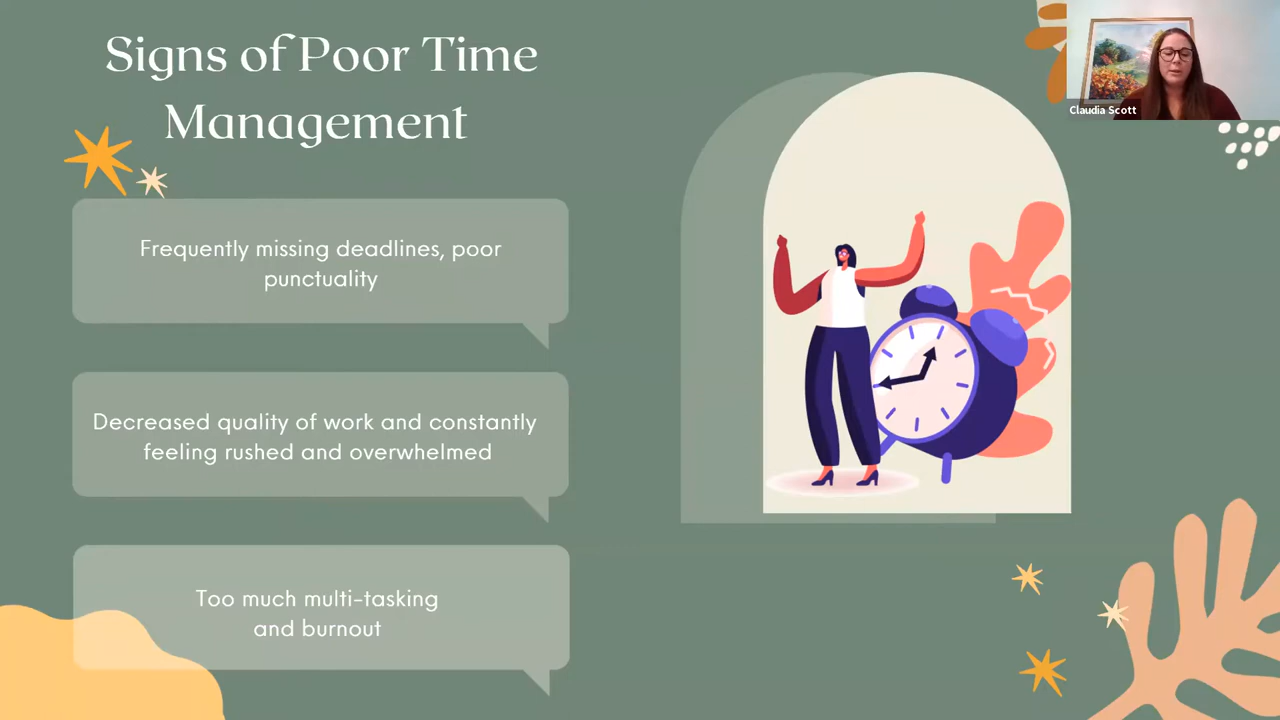 Signs of Poor Time
Management
Frequently missing deadlines, poor
punctuality
Decreased quality of work and constantly
feeling rushed and overwhelmed
Too much multi-tasking
and burnout
Claudia Scott